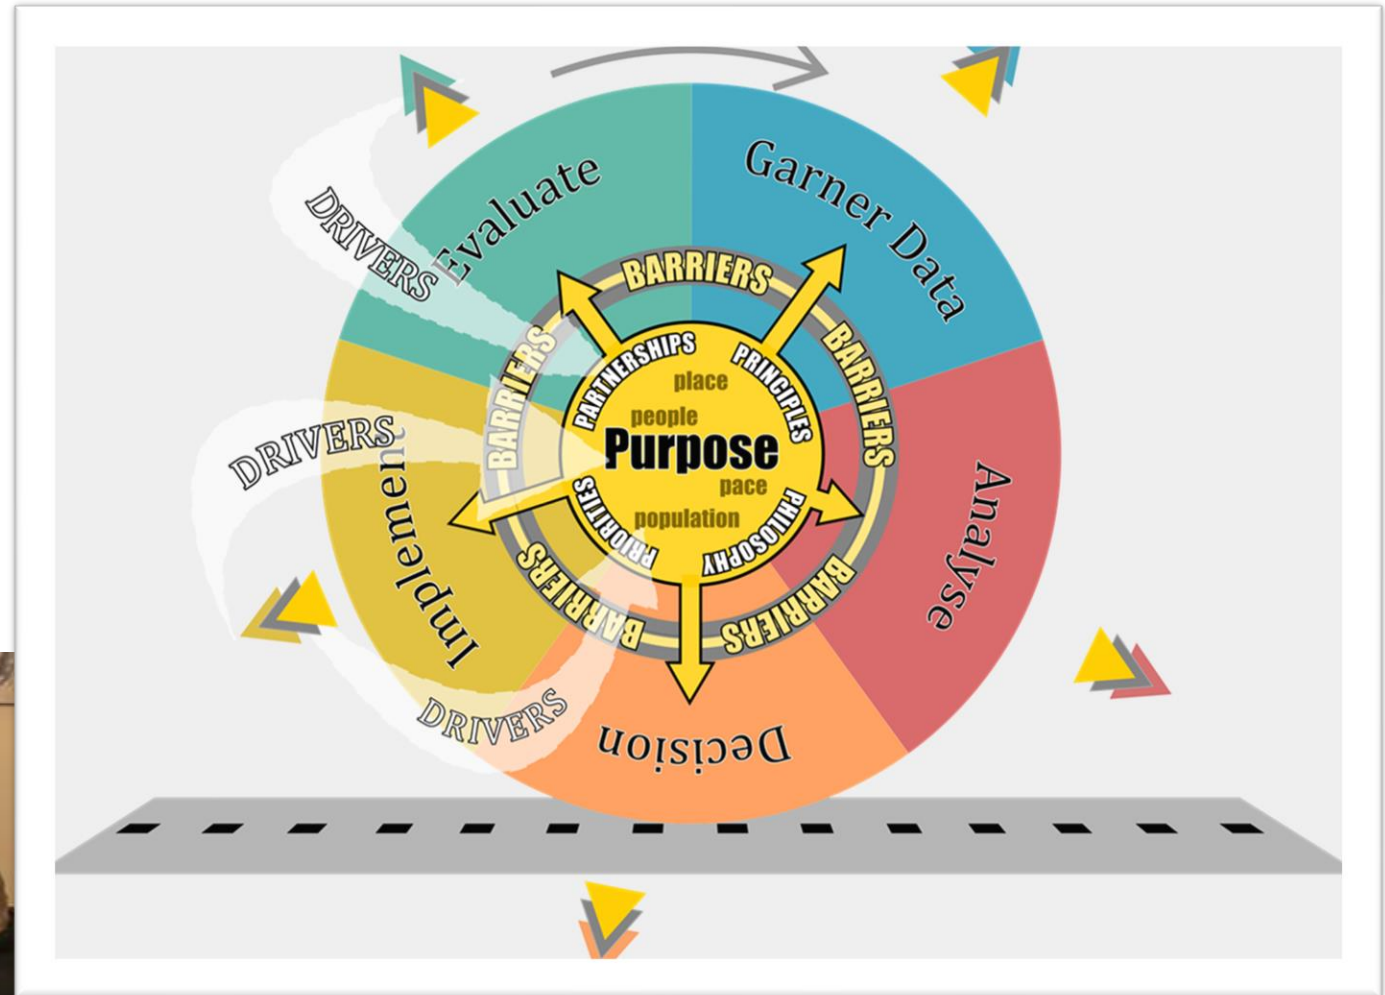 Evaluate
Garner Data
Analyse
Decision
Implement
DRIVERS
DRIVERS
DRIVERS
BARRIERS
BARRIERS
BARRIERS
BARRIERS
BARRIERS
PARTNERSHIPS
PRINCIPLES
PHILOSOPHY
PRIORITIES
place
people
Purpose
pace
population